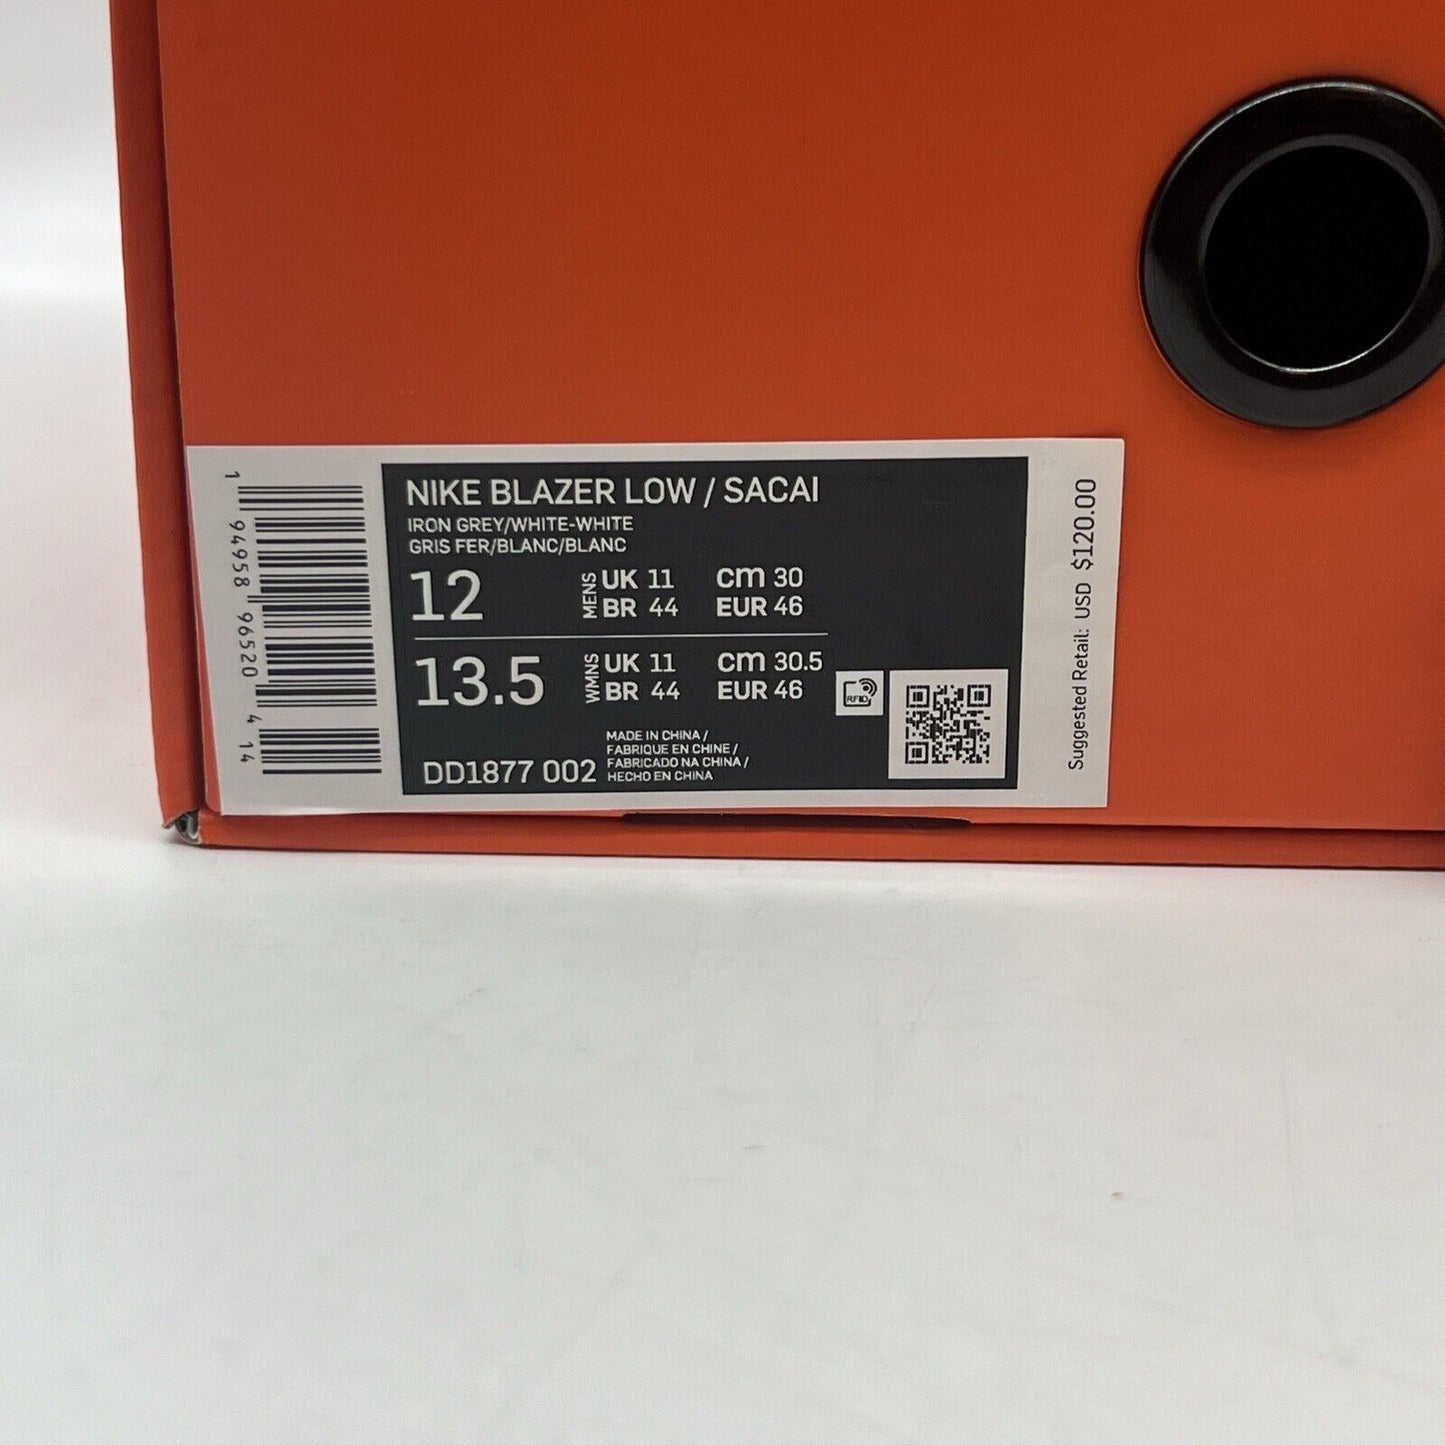 NIKE BLAZER LOW / SACAI
IRON GREY/WHITE-WHITE
GRIS FER/BLANC/BLANC
12 MENS UK 11 cm 30
BR 44 EUR 46
13.5 WMNS UK 11 cm 30.5
BR 44 EUR 46
RFID
DD1877 002
MADE IN CHINA /
FABRIQUE EN CHINE /
FABRICADO NA CHINA /
HECHO EN CHINA
1 94958 96520 4 14
Suggested Retail: USD $120.00